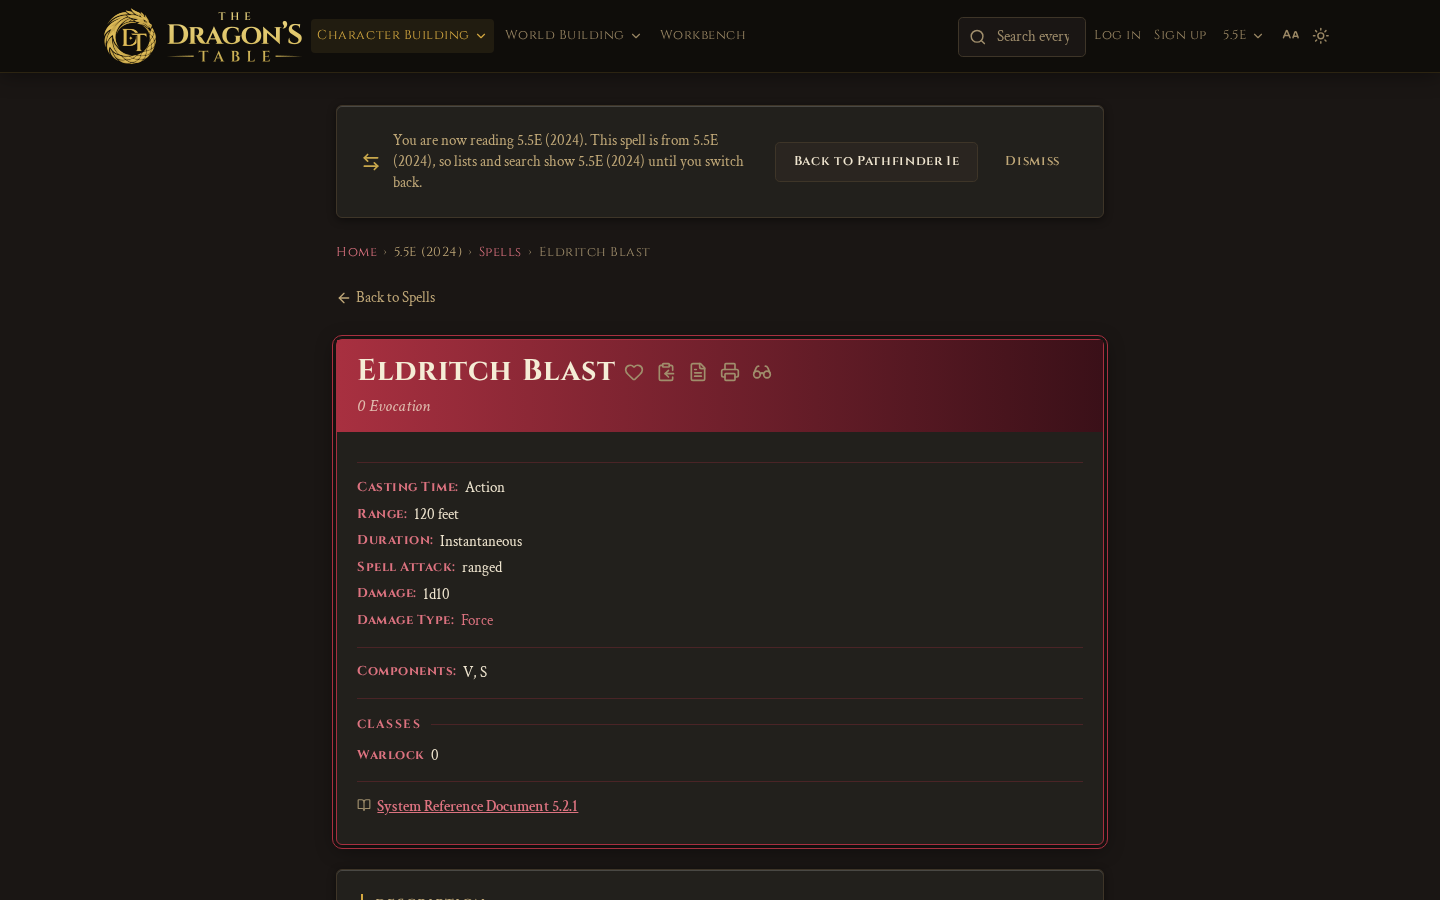 THE
DRAGON'S
TABLE
DT
Character Building
World Building
Workbench
Search every
Log in
Sign up
5.5E
AA
You are now reading 5.5E (2024). This spell is from 5.5E
(2024), so lists and search show 5.5E (2024) until you switch
back.
Back to Pathfinder 1e
Dismiss
Home › 5.5E (2024) › Spells › Eldritch Blast
Back to Spells
Eldritch Blast
0 Evocation
Casting Time: Action
Range: 120 feet
Duration: Instantaneous
Spell Attack: ranged
Damage: 1d10
Damage Type: Force
Components: V, S
Classes
Warlock 0
System Reference Document 5.2.1